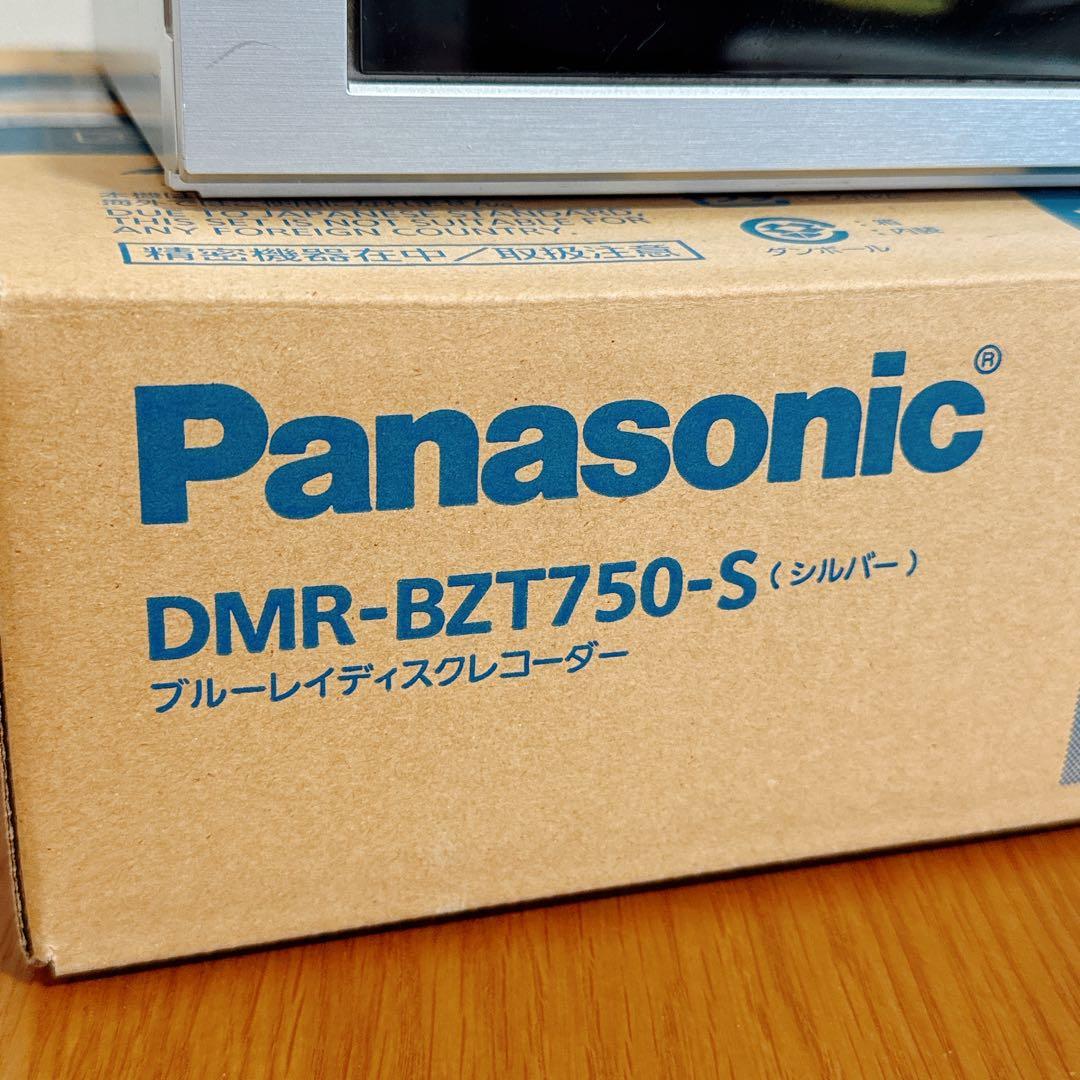 DUE TO JAPANESE STANDARD,
THIS SET IS NOT SUITABLE FOR
ANY FOREIGN COUNTRY.
精密機器在中/取扱注意
ダンボール
Panasonic®
DMR-BZT750-S(シルバー)
ブルーレイディスクレコーダー